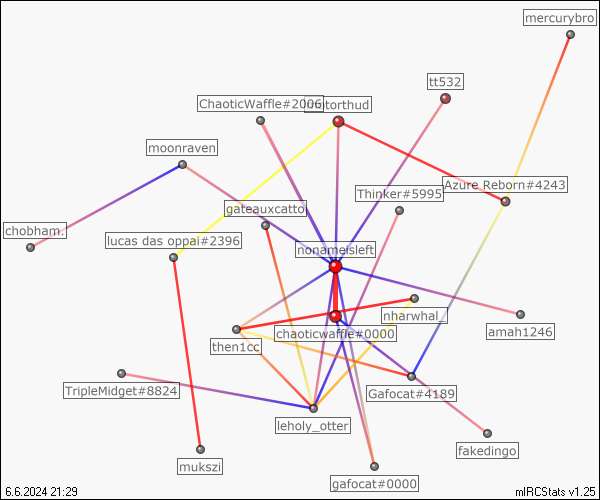 mercurybro
tt532
ChaoticWaffle#2006
motorthud
moonraven
Azure Reborn#4243
Thinker#5995
gateauxcatto
chobham.
lucas das oppai#2396
nonameisleft
nharwhal_
chaoticwaffle#0000
amah1246
then1cc
TripleMidget#8824
Gafocat#4189
leholy_otter
fakedingo
mukszi
gafocat#0000
6.6.2024 21:29
mIRCStats v1.25